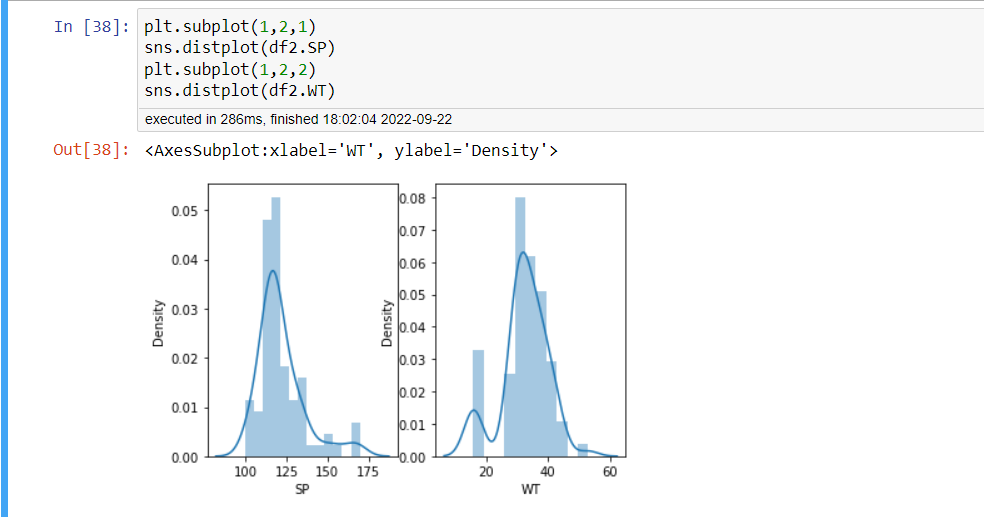 In [38]: plt.subplot(1,2,1)
sns.distplot(df2.SP)
plt.subplot(1,2,2)
sns.distplot(df2.WT)
executed in 286ms, finished 18:02:04 2022-09-22
Out[38]: <AxesSubplot:xlabel='WT', ylabel='Density'>
0.05
0.04
0.03
0.02
0.01
0.00
Density
100 125 150 175
SP
0.08
0.07
0.06
0.05
0.04
0.03
0.02
0.01
0.00
Density
20 40 60
WT